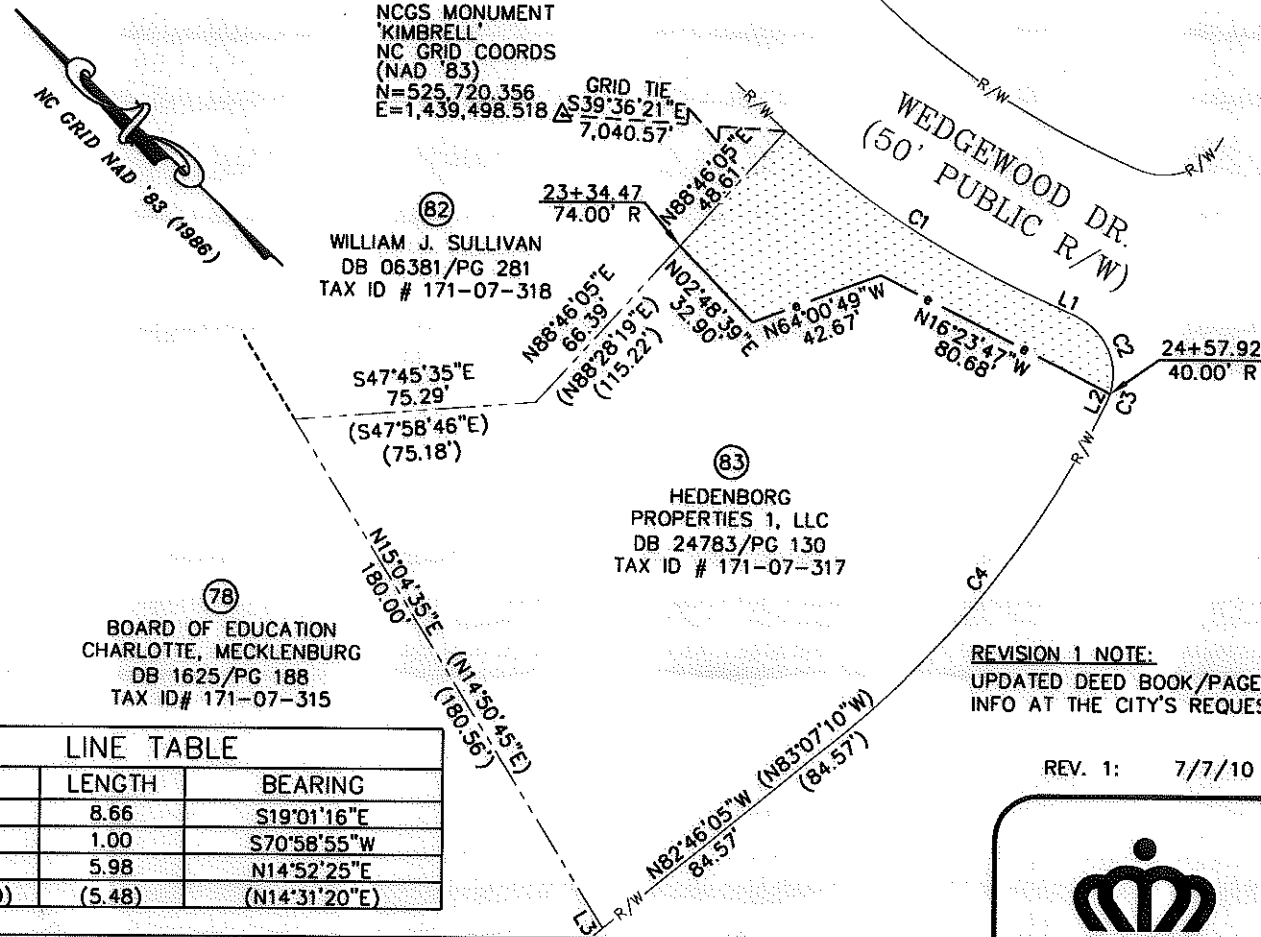 NCGS MONUMENT
'KIMBRELL'
NC GRID COORDS
(NAD '83)
N=525,720.356
E=1,439,498.518
GRID TIE
S39°36'21"E
7,040.57'
NC GRID NAD '83 (1986)
R/W
R/W
R/W
WEDGEWOOD DR.
(50' PUBLIC R/W)
82
WILLIAM J. SULLIVAN
DB 06381/PG 281
TAX ID # 171-07-318
23+34.47
74.00' R
N88°46'05"E
48.61'
C1
L1
C2
N88°46'05"E
66.39'
(N88°28'19"E)
(115.22')
N02°48'39"E
32.90'
e
N64°00'49"W
42.67'
e
N16°23'47"W
80.68'
e
24+57.92
40.00' R
L2
C3
R/W
S47°45'35"E
75.29'
(S47°58'46"E)
(75.18')
83
HEDENBORG
PROPERTIES 1, LLC
DB 24783/PG 130
TAX ID # 171-07-317
C4
N15°04'35"E
180.00'
(N14°50'45"E)
(180.56')
78
BOARD OF EDUCATION
CHARLOTTE, MECKLENBURG
DB 1625/PG 188
TAX ID# 171-07-315
REVISION 1 NOTE:
UPDATED DEED BOOK/PAGE
INFO AT THE CITY'S REQUES
REV. 1: 7/7/10
N82°46'05"W (N83°07'10"W)
84.57' (84.57')
R/W
L3
LINE TABLE
LENGTH BEARING
8.66 S19°01'16"E
1.00 S70°58'55"W
5.98 N14°52'25"E
) (5.48) (N14°31'20"E)